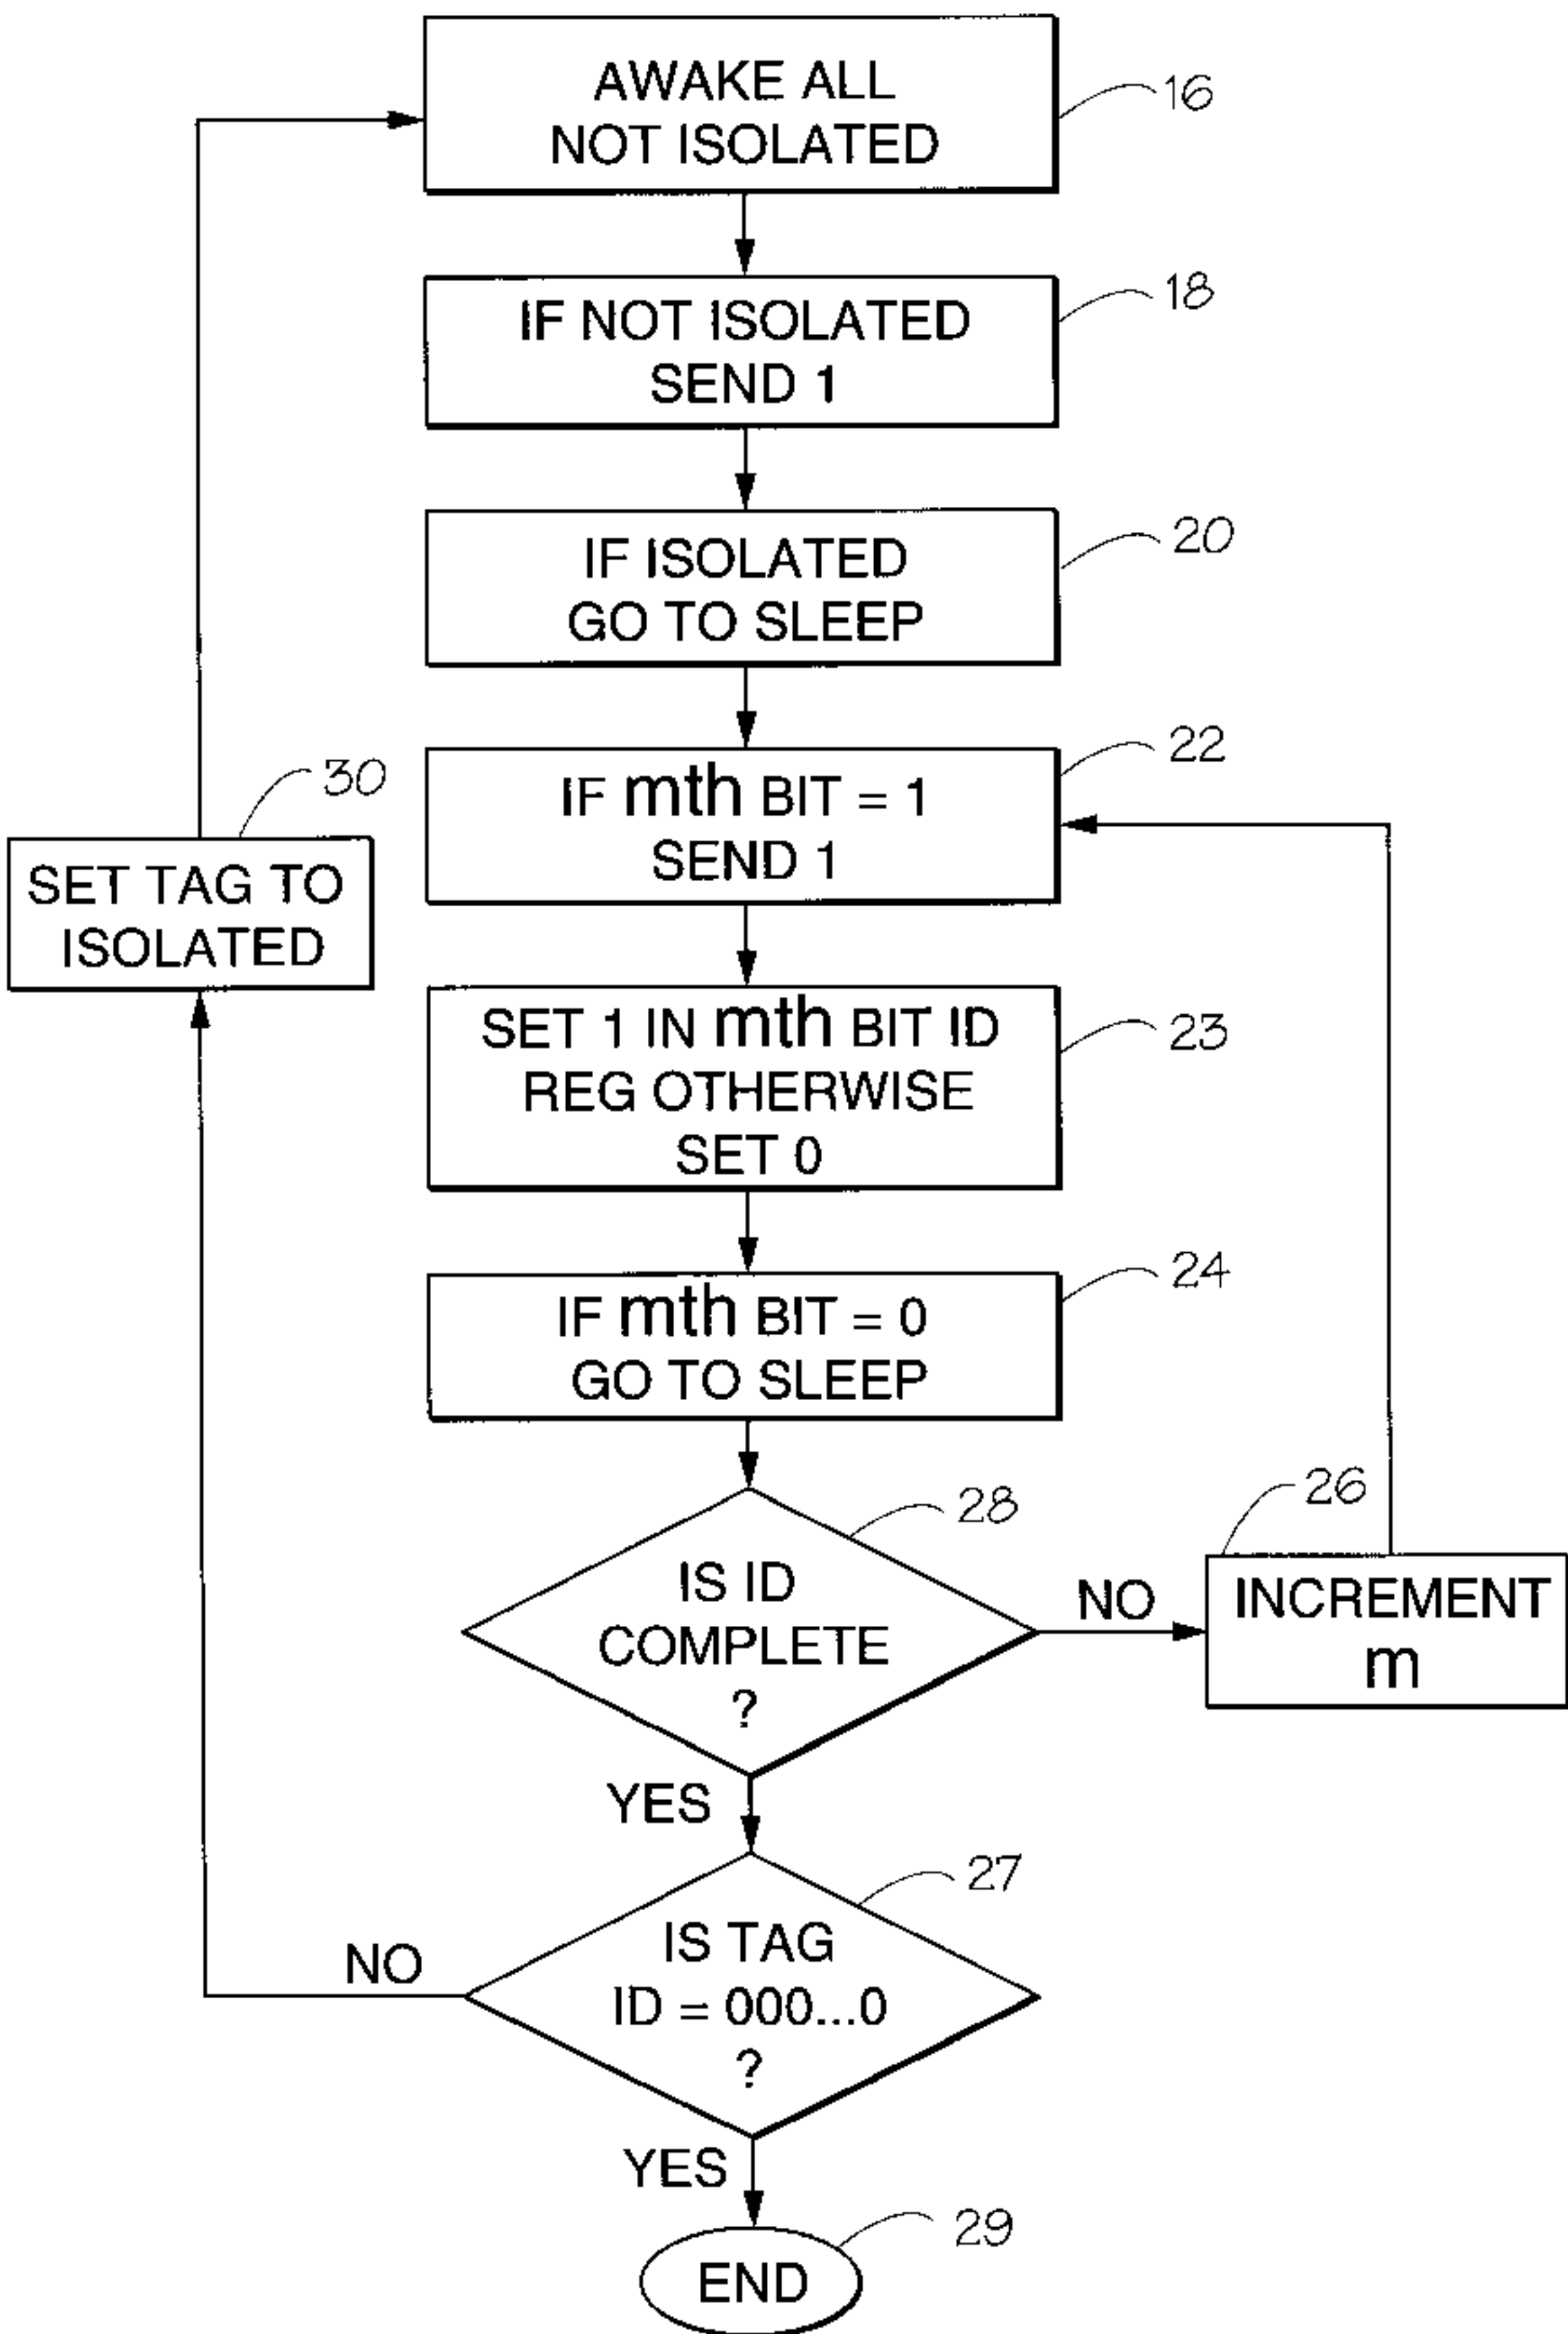 AWAKE ALL
NOT ISOLATED
16
IF NOT ISOLATED
SEND 1
18
IF ISOLATED
GO TO SLEEP
20
IF mth BIT = 1
SEND 1
22
30
SET TAG TO
ISOLATED
SET 1 IN mth BIT ID
REG OTHERWISE
SET 0
23
IF mth BIT = 0
GO TO SLEEP
24
28
IS ID
COMPLETE
?
NO
26
INCREMENT
m
YES
27
IS TAG
ID = 000...0
?
NO
YES
29
END